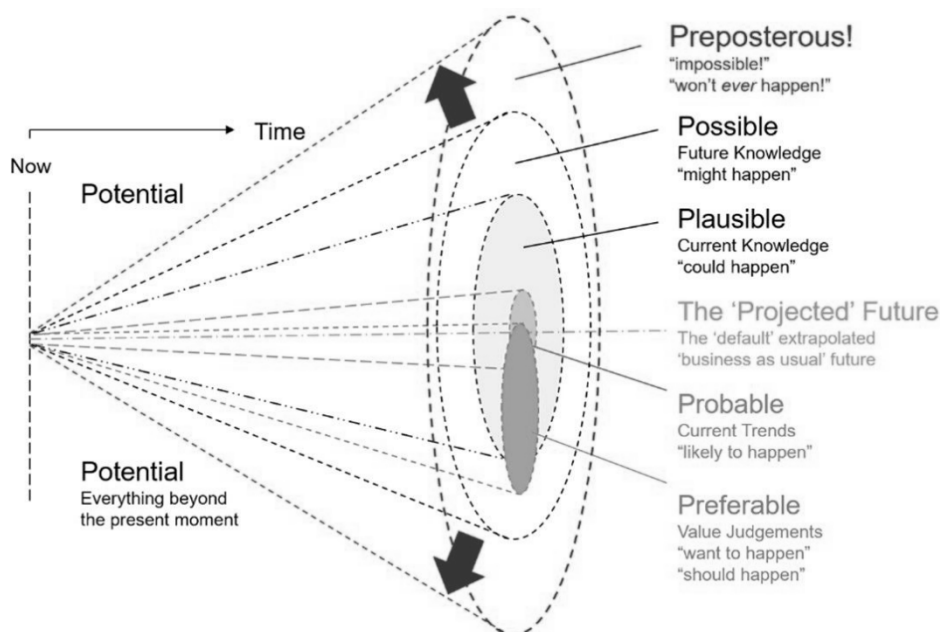 Preposterous!
“impossible!”
“won’t ever happen!”
Time
Now
Potential
Possible
Future Knowledge
“might happen”
Plausible
Current Knowledge
“could happen”
The ‘Projected’ Future
The ‘default’ extrapolated
‘business as usual’ future
Probable
Current Trends
“likely to happen”
Potential
Everything beyond
the present moment
Preferable
Value Judgements
“want to happen”
“should happen”